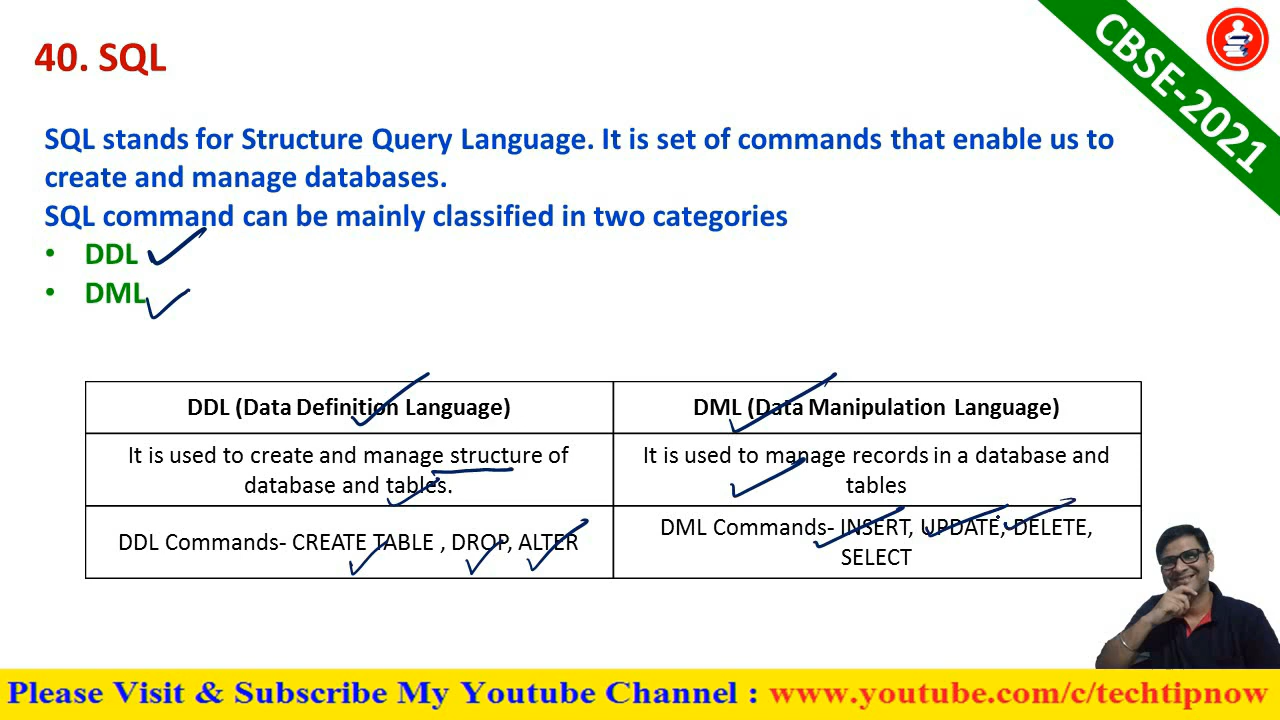 40. SQL
CBSE-2021
SQL stands for Structure Query Language. It is set of commands that enable us to
create and manage databases.
SQL command can be mainly classified in two categories
• DDL
• DML
DDL (Data Definition Language)
DML (Data Manipulation Language)
It is used to create and manage structure of
database and tables.
It is used to manage records in a database and
tables
DDL Commands- CREATE TABLE , DROP, ALTER
DML Commands- INSERT, UPDATE, DELETE,
SELECT
Please Visit & Subscribe My Youtube Channel : www.youtube.com/c/techtipnow